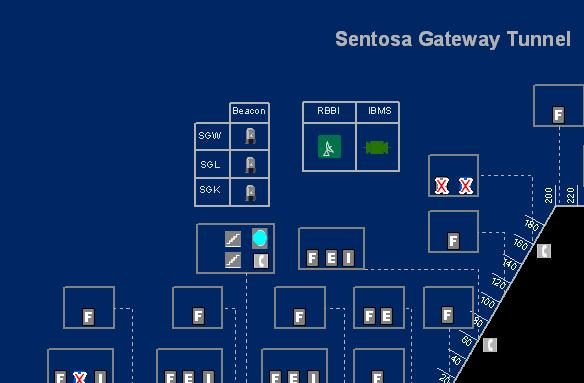 Sentosa Gateway Tunnel
Beacon
RBBI IBMS
SGW
SGL
SGK
F
X X
F
F E I
200 220
180
160
140
120
100
80
60
40
20
F
F
F
F E
F
F X I
F E I
F E I
F